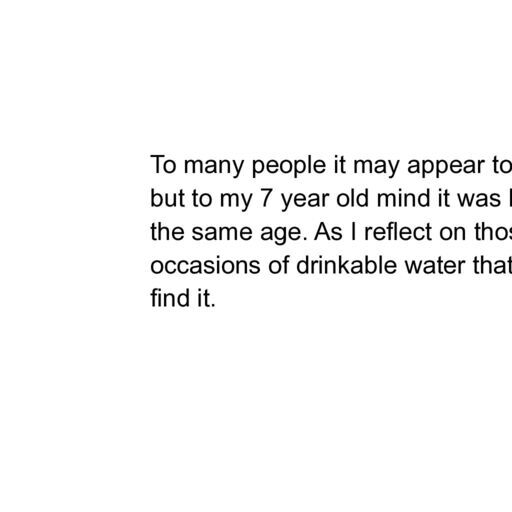 To many people it may appear to
but to my 7 year old mind it was
the same age. As I reflect on
occasions of drinkable water that
find it.